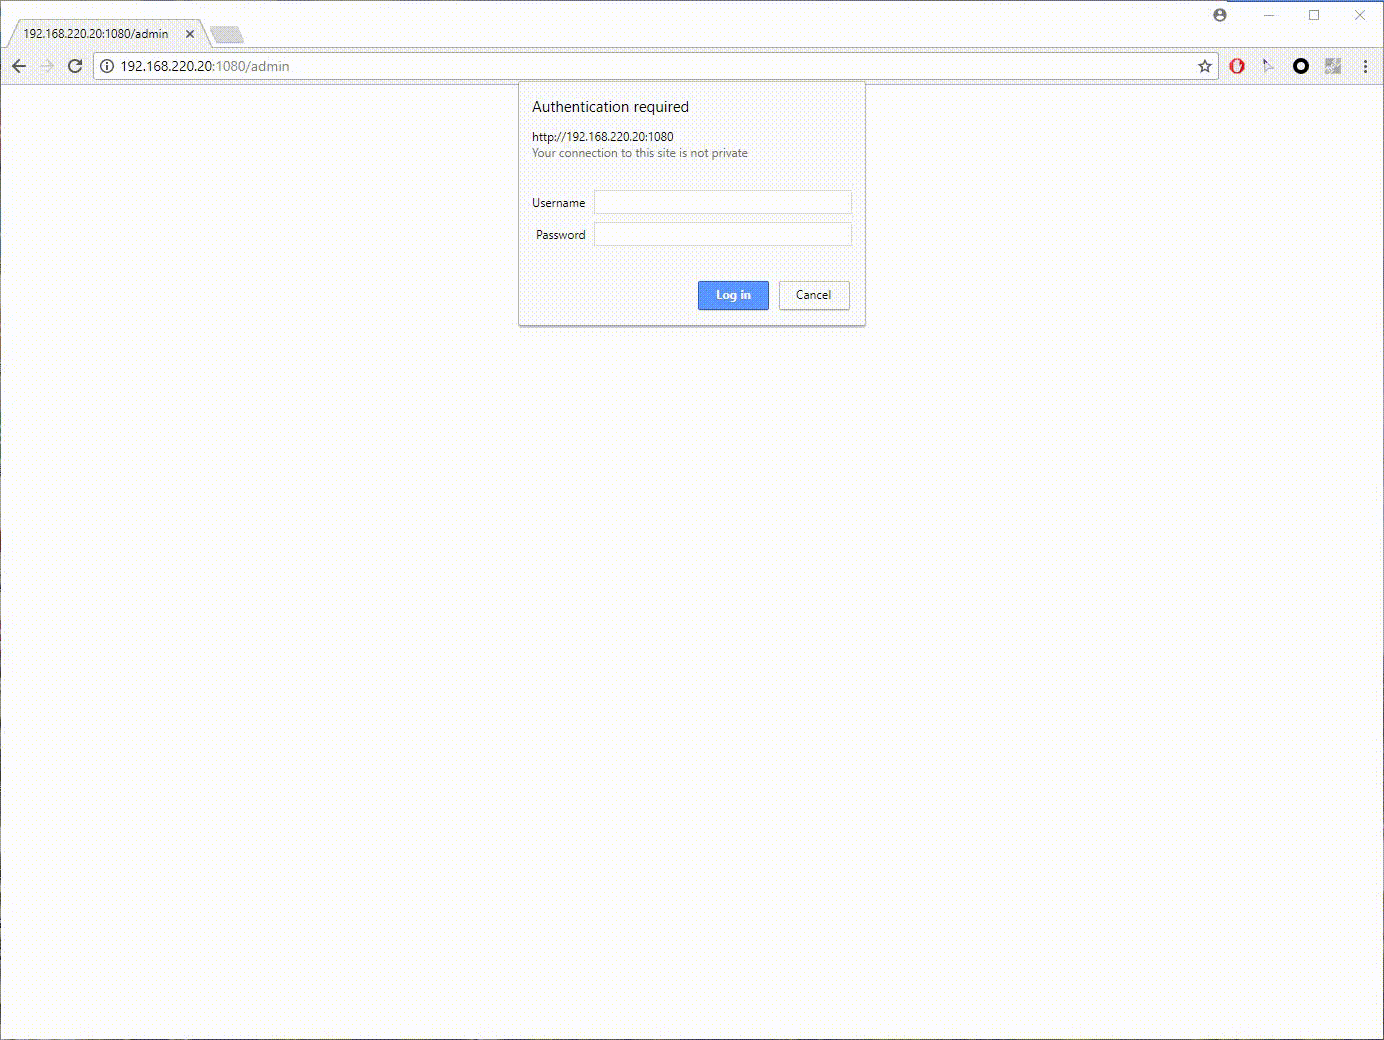 192.168.220.20:1080/admin
192.168.220.20:1080/admin
Authentication required
http://192.168.220.20:1080
Your connection to this site is not private
Username
Password
Log in Cancel